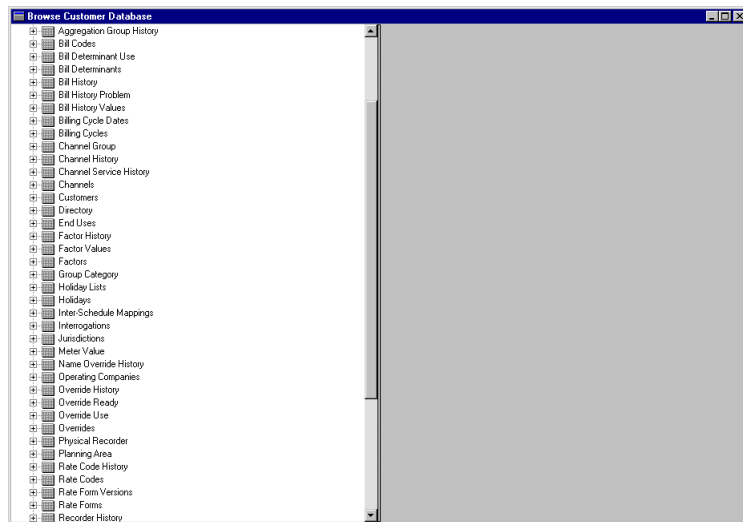 Browse Customer Database
Aggregation Group History
Bill Codes
Bill Determinant Use
Bill Determinants
Bill History
Bill History Problem
Bill History Values
Billing Cycle Dates
Billing Cycles
Channel Group
Channel History
Channel Service History
Channels
Customers
Directory
End Uses
Factor History
Factor Values
Factors
Group Category
Holiday Lists
Holidays
Inter-Schedule Mappings
Interrogations
Jurisdictions
Meter Value
Name Override History
Operating Companies
Override History
Override Ready
Override Use
Overrides
Physical Recorder
Planning Area
Rate Code History
Rate Codes
Rate Form Versions
Rate Forms
Recorder History